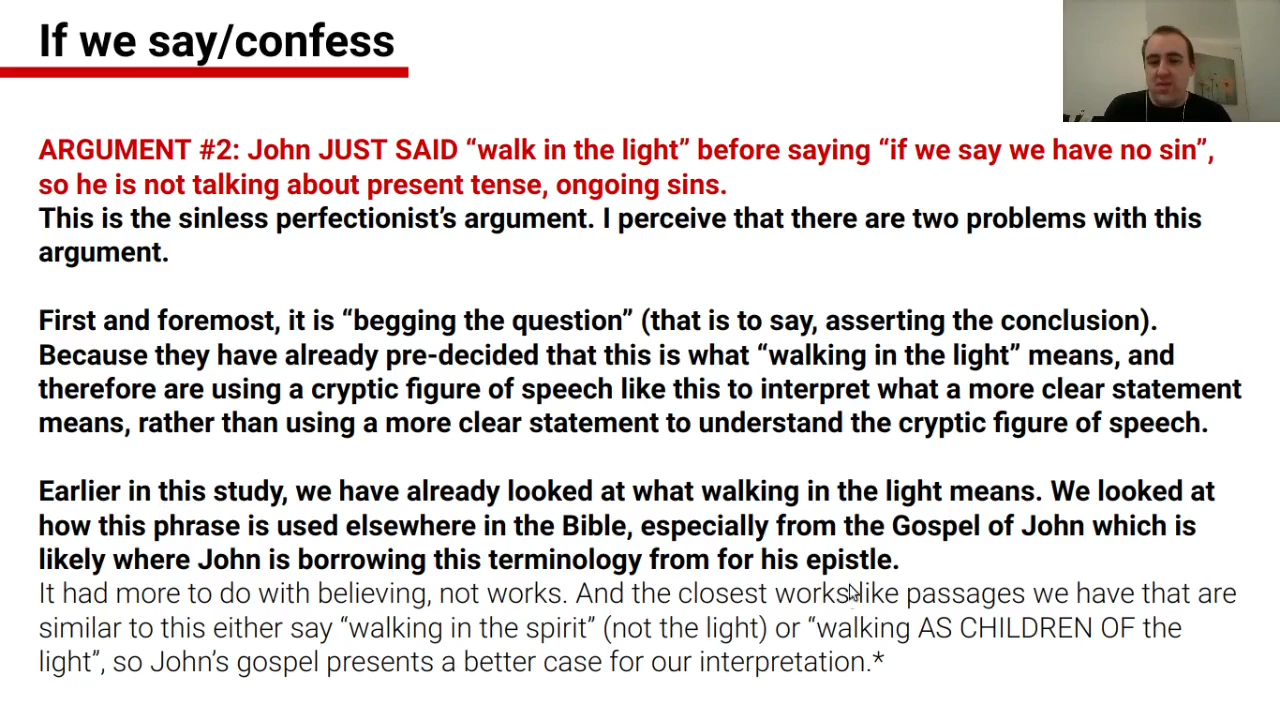 If we say/confess
ARGUMENT #2: John JUST SAID “walk in the light” before saying “if we say we have no sin”,
so he is not talking about present tense, ongoing sins.
This is the sinless perfectionist’s argument. I perceive that there are two problems with this
argument.
First and foremost, it is “begging the question” (that is to say, asserting the conclusion).
Because they have already pre-decided that this is what “walking in the light” means, and
therefore are using a cryptic figure of speech like this to interpret what a more clear statement
means, rather than using a more clear statement to understand the cryptic figure of speech.
Earlier in this study, we have already looked at what walking in the light means. We looked at
how this phrase is used elsewhere in the Bible, especially from the Gospel of John which is
likely where John is borrowing this terminology from for his epistle.
It had more to do with believing, not works. And the closest works-like passages we have that are
similar to this either say “walking in the spirit” (not the light) or “walking AS CHILDREN OF the
light”, so John’s gospel presents a better case for our interpretation.*